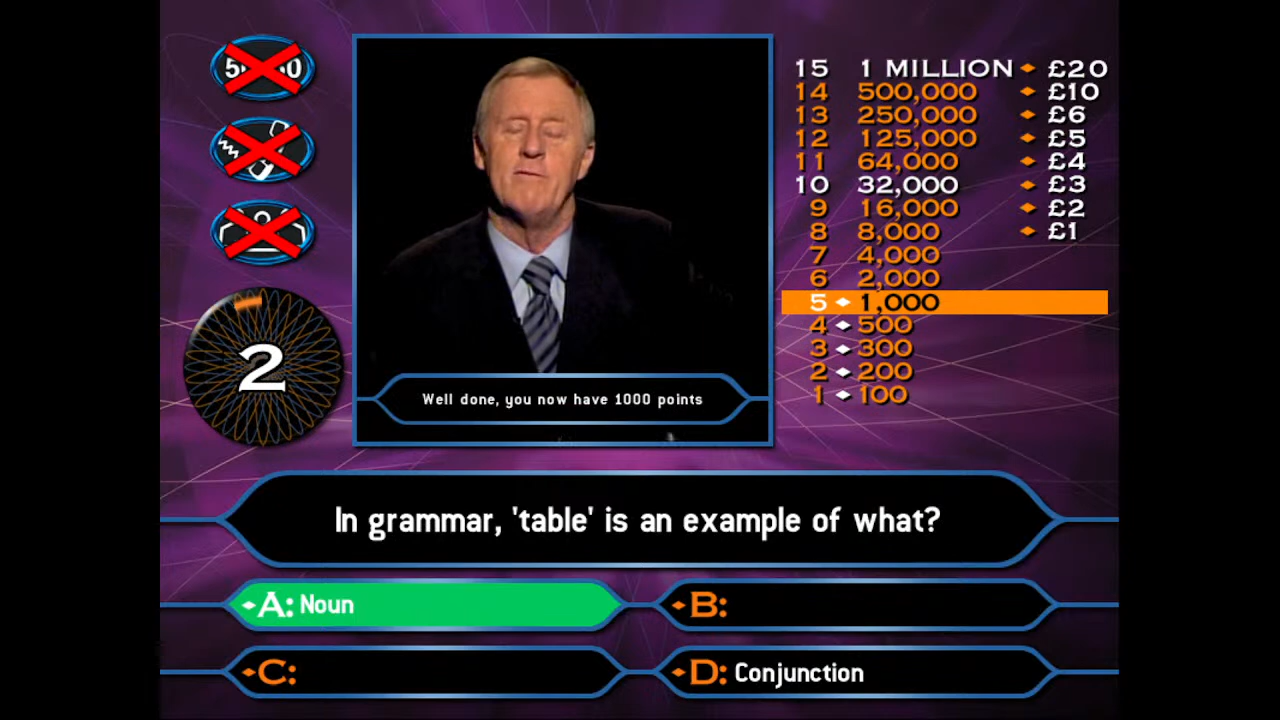 15 1 MILLION £20
14 500,000 £10
13 250,000 £6
12 125,000 £5
11 64,000 £4
10 32,000 £3
9 16,000 £2
8 8,000 £1
7 4,000
6 2,000
5 1,000
4 500
3 300
2 200
1 100
2
Well done, you now have 1000 points
In grammar, 'table' is an example of what?
A: Noun
B:
C:
D: Conjunction